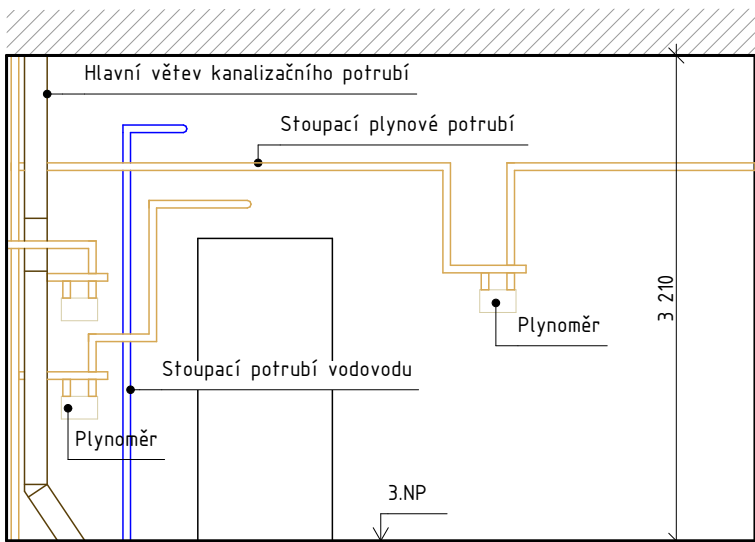 Hlavní větev kanalizačního potrubí
Stoupací plynové potrubí
3 210
Plynoměr
Stoupací potrubí vodovodu
Plynoměr
3.NP